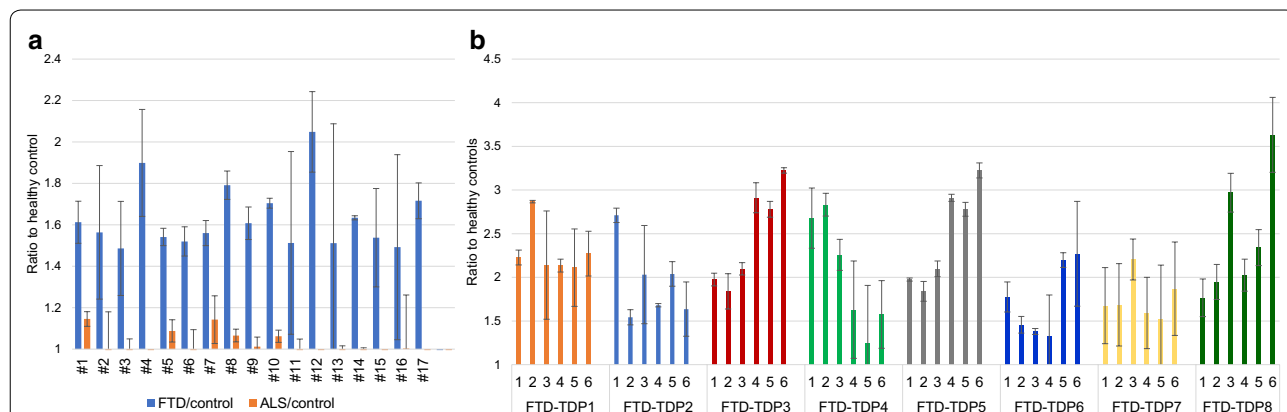 a
Ratio to healthy control
2.4
2.2
2
1.8
1.6
1.4
1.2
1
#1 #2 #3 #4 #5 #6 #7 #8 #9 #10 #11 #12 #13 #14 #15 #16 #17
FTD/control ALS/control
b
Ratio to healthy controls
4.5
4
3.5
3
2.5
2
1.5
1
1 2 3 4 5 6 1 2 3 4 5 6 1 2 3 4 5 6 1 2 3 4 5 6 1 2 3 4 5 6 1 2 3 4 5 6 1 2 3 4 5 6 1 2 3 4 5 6
FTD-TDP1 FTD-TDP2 FTD-TDP3 FTD-TDP4 FTD-TDP5 FTD-TDP6 FTD-TDP7 FTD-TDP8